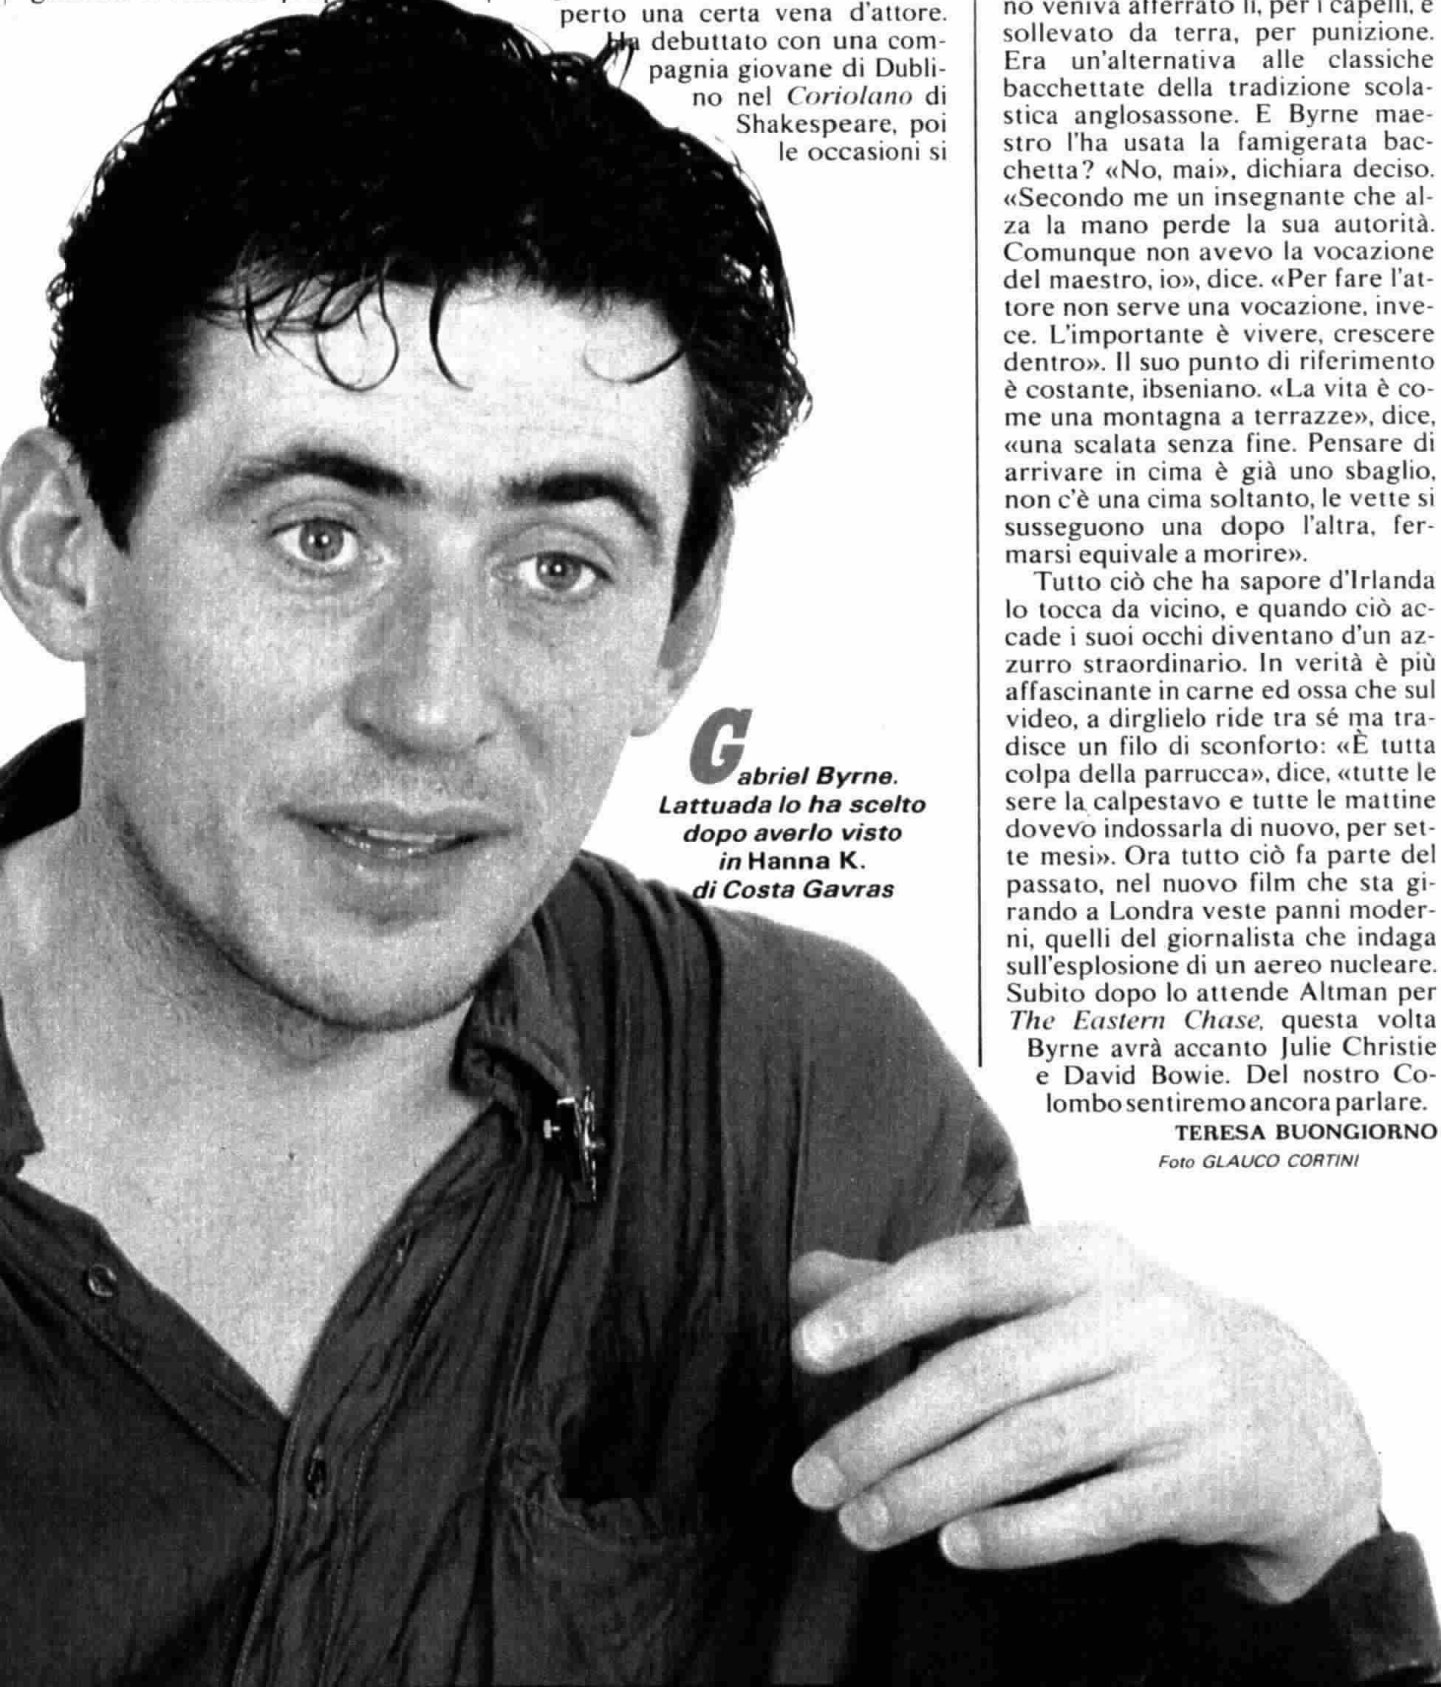 perto una certa vena d'attore.
Ha debuttato con una com-
pagnia giovane di Dubli-
no nel Coriolano di
Shakespeare, poi
le occasioni si
no veniva afferrato lì, per i capelli, e
sollevato da terra, per punizione.
Era un'alternativa alle classiche
bacchettate della tradizione scola-
stica anglosassone. E Byrne mae-
stro l'ha usata la famigerata bac-
chetta? «No, mai», dichiara deciso.
«Secondo me un insegnante che al-
za la mano perde la sua autorità.
Comunque non avevo la vocazione
del maestro, io», dice. «Per fare l'at-
tore non serve una vocazione, inve-
ce. L'importante è vivere, crescere
dentro». Il suo punto di riferimento
è costante, ibseniano. «La vita è co-
me una montagna a terrazze», dice,
«una scalata senza fine. Pensare di
arrivare in cima è già uno sbaglio,
non c'è una cima soltanto, le vette si
susseguono una dopo l'altra, fer-
marsi equivale a morire».
Tutto ciò che ha sapore d'Irlanda
lo tocca da vicino, e quando ciò ac-
cade i suoi occhi diventano d'un az-
zurro straordinario. In verità è più
affascinante in carne ed ossa che sul
video, a dirglielo ride tra sé ma tra-
disce un filo di sconforto: «È tutta
colpa della parrucca», dice, «tutte le
sere la calpestavo e tutte le mattine
dovevo indossarla di nuovo, per set-
te mesi». Ora tutto ciò fa parte del
passato, nel nuovo film che sta gi-
rando a Londra veste panni moder-
ni, quelli del giornalista che indaga
sull'esplosione di un aereo nucleare.
Subito dopo lo attende Altman per
The Eastern Chase, questa volta
Byrne avrà accanto Julie Christie
e David Bowie. Del nostro Co-
lombo sentiremo ancora parlare.
TERESA BUONGIORNO
Foto GLAUCO CORTINI
Gabriel Byrne.
Lattuada lo ha scelto
dopo averlo visto
in Hanna K.
di Costa Gavras